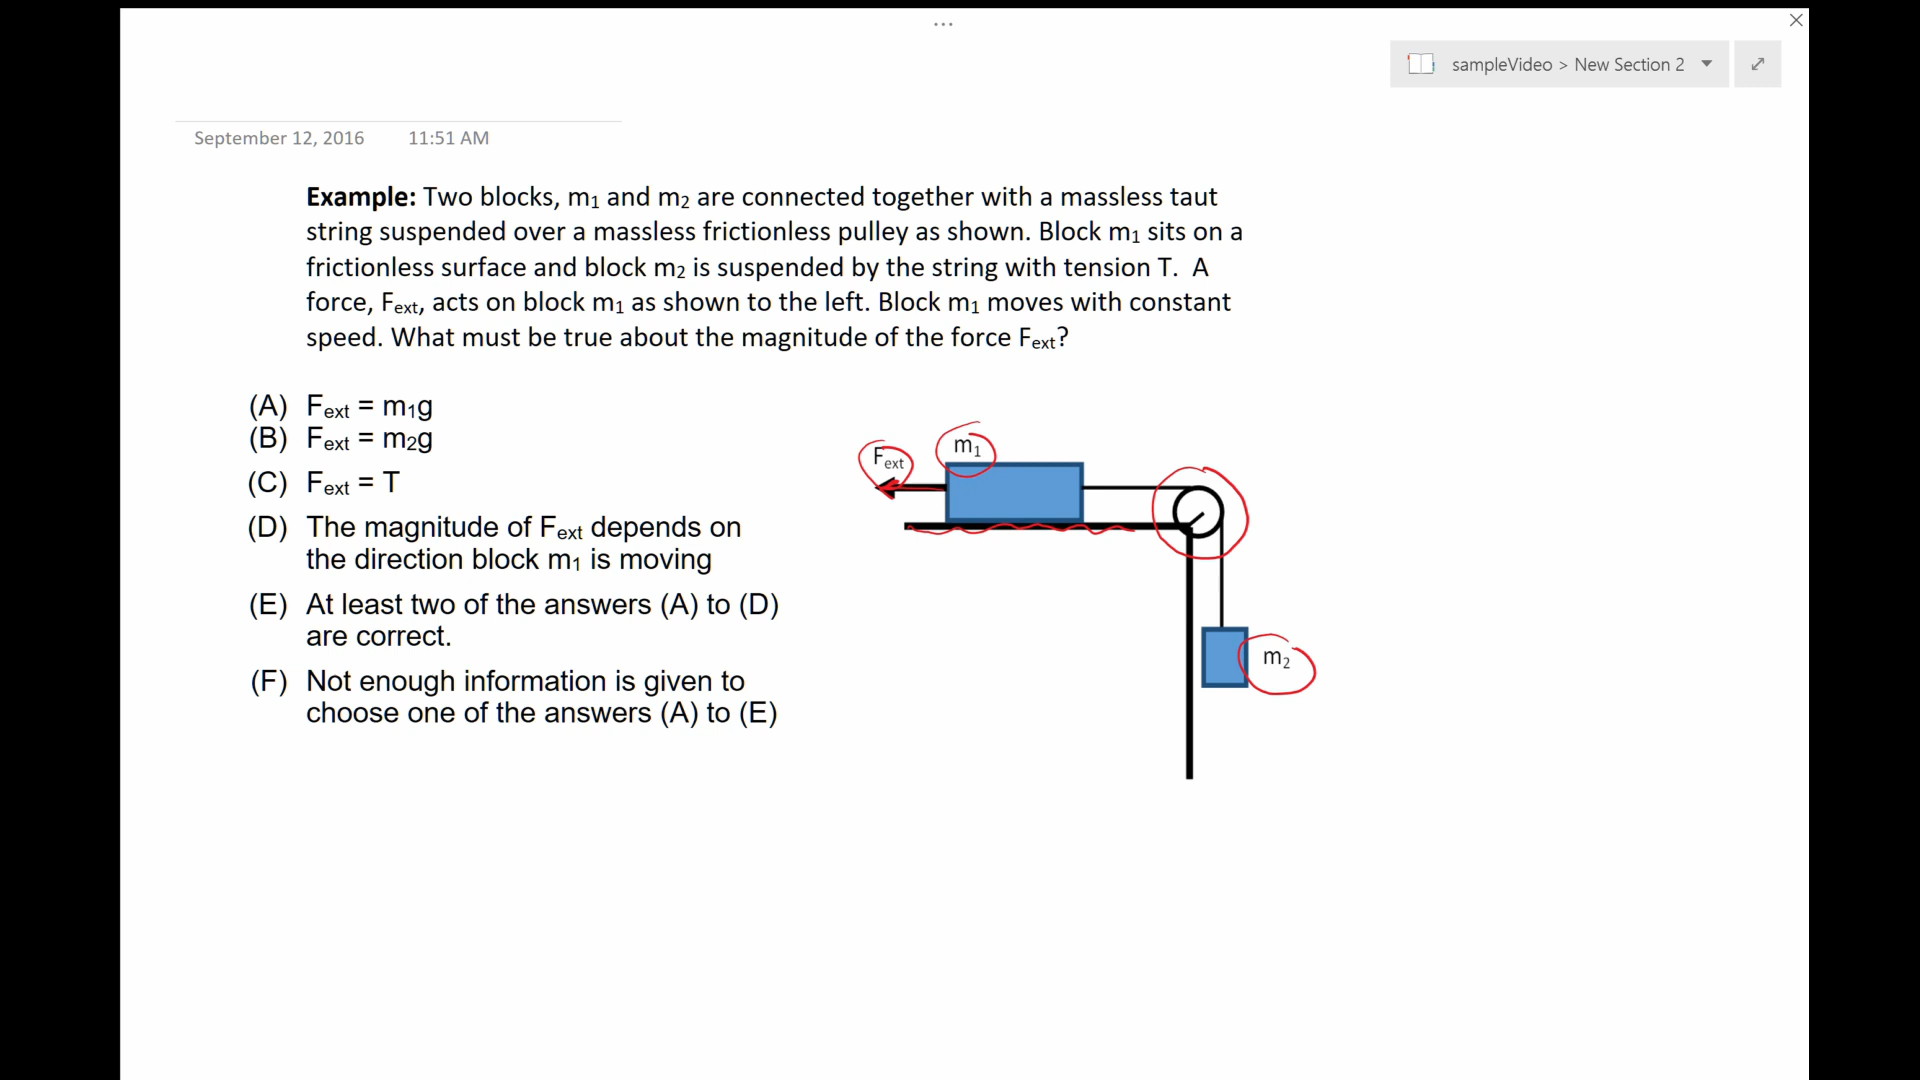 sampleVideo > New Section 2
September 12, 2016 11:51 AM
Example: Two blocks, m1 and m2 are connected together with a massless taut
string suspended over a massless frictionless pulley as shown. Block m1 sits on a
frictionless surface and block m2 is suspended by the string with tension T. A
force, Fext, acts on block m1 as shown to the left. Block m1 moves with constant
speed. What must be true about the magnitude of the force Fext?
(A) Fext = m1g
(B) Fext = m2g
(C) Fext = T
(D) The magnitude of Fext depends on
the direction block m1 is moving
(E) At least two of the answers (A) to (D)
are correct.
(F) Not enough information is given to
choose one of the answers (A) to (E)
Fext
m1
m2